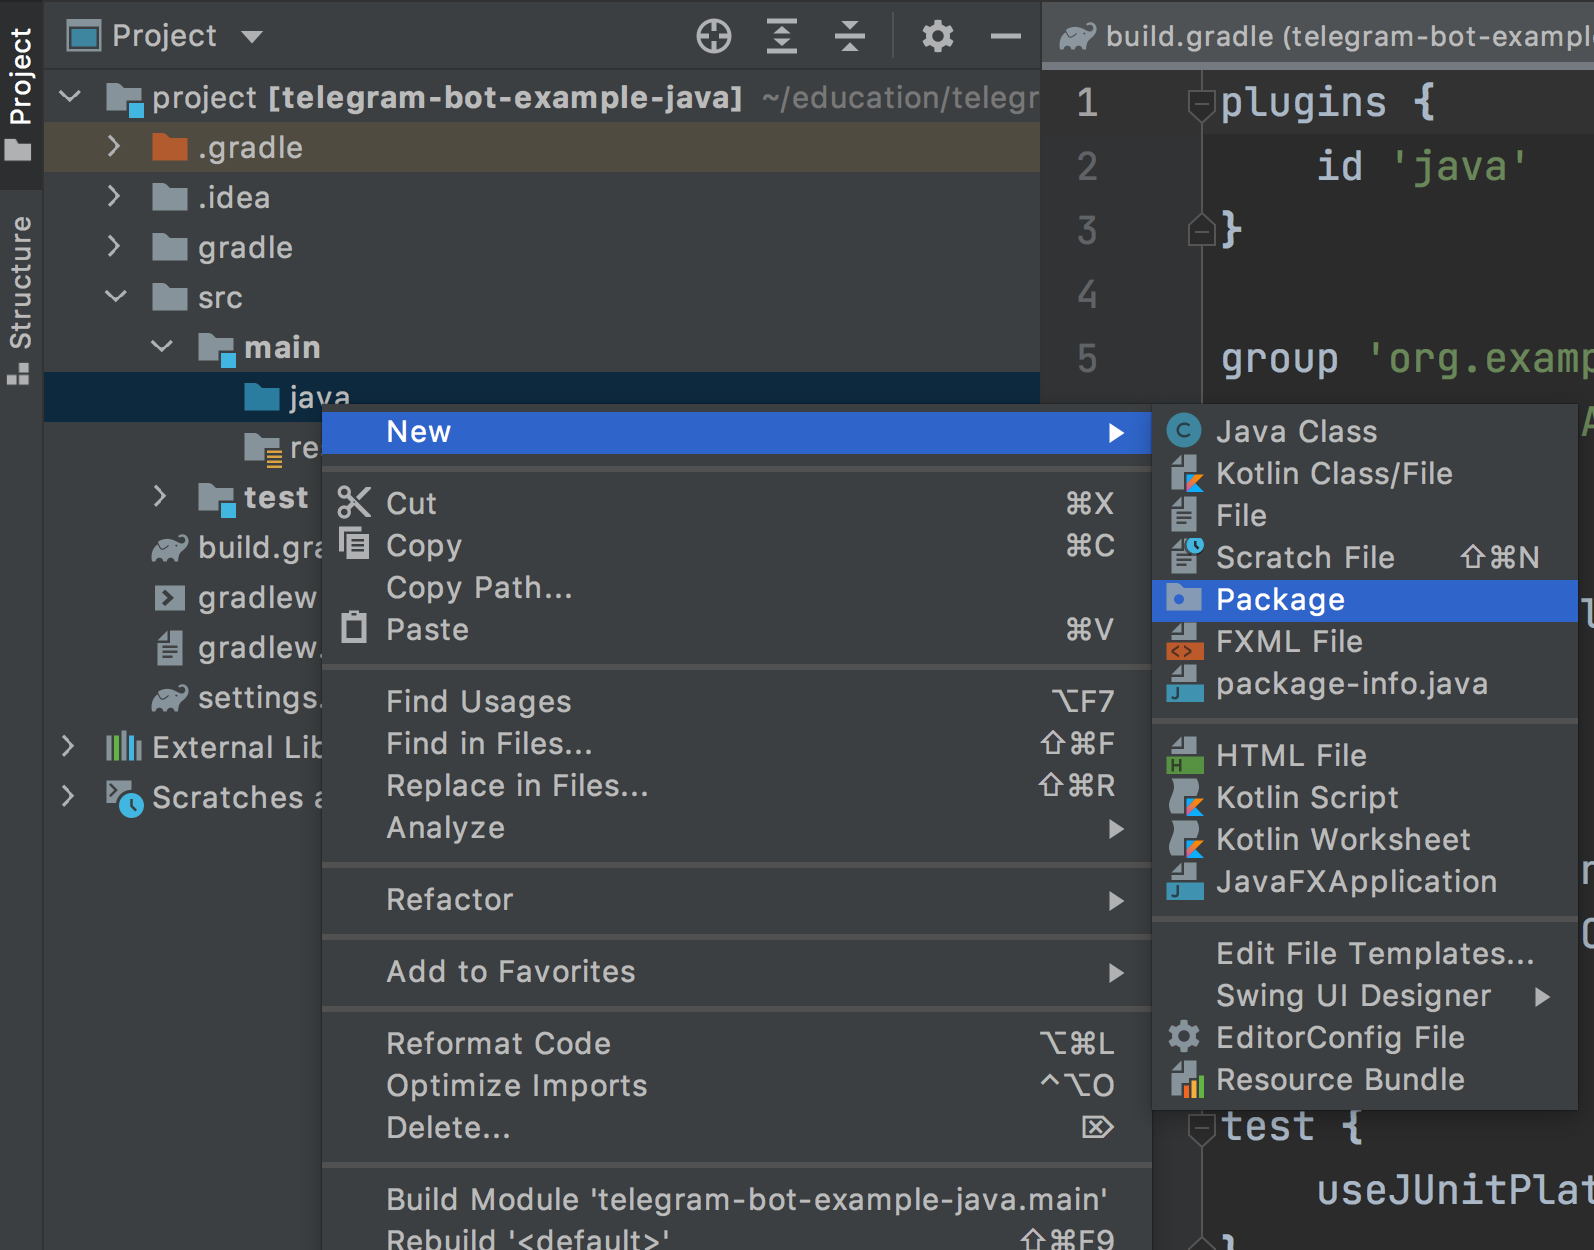 Project
Structure
Project
project [telegram-bot-example-java] ~/education/telegr
.gradle
.idea
gradle
src
main
java
re
test
build.gra
gradlew
gradlew.
settings.
External Lib
Scratches a
build.gradle (telegram-bot-exampl
1 plugins {
2 id 'java'
3 }
4
5 group 'org.examp
test {
useJUnitPlat
}
New
Cut ⌘X
Copy ⌘C
Copy Path...
Paste ⌘V
Find Usages ⌥F7
Find in Files... ⇧⌘F
Replace in Files... ⇧⌘R
Analyze
Refactor
Add to Favorites
Reformat Code ⌥⌘L
Optimize Imports ^⌥O
Delete... ⌦
Build Module 'telegram-bot-example-java.main'
Rebuild '<default>' ⇧⌘F9
Java Class
Kotlin Class/File
File
Scratch File ⇧⌘N
Package
FXML File
package-info.java
HTML File
Kotlin Script
Kotlin Worksheet
JavaFXApplication
Edit File Templates...
Swing UI Designer
EditorConfig File
Resource Bundle